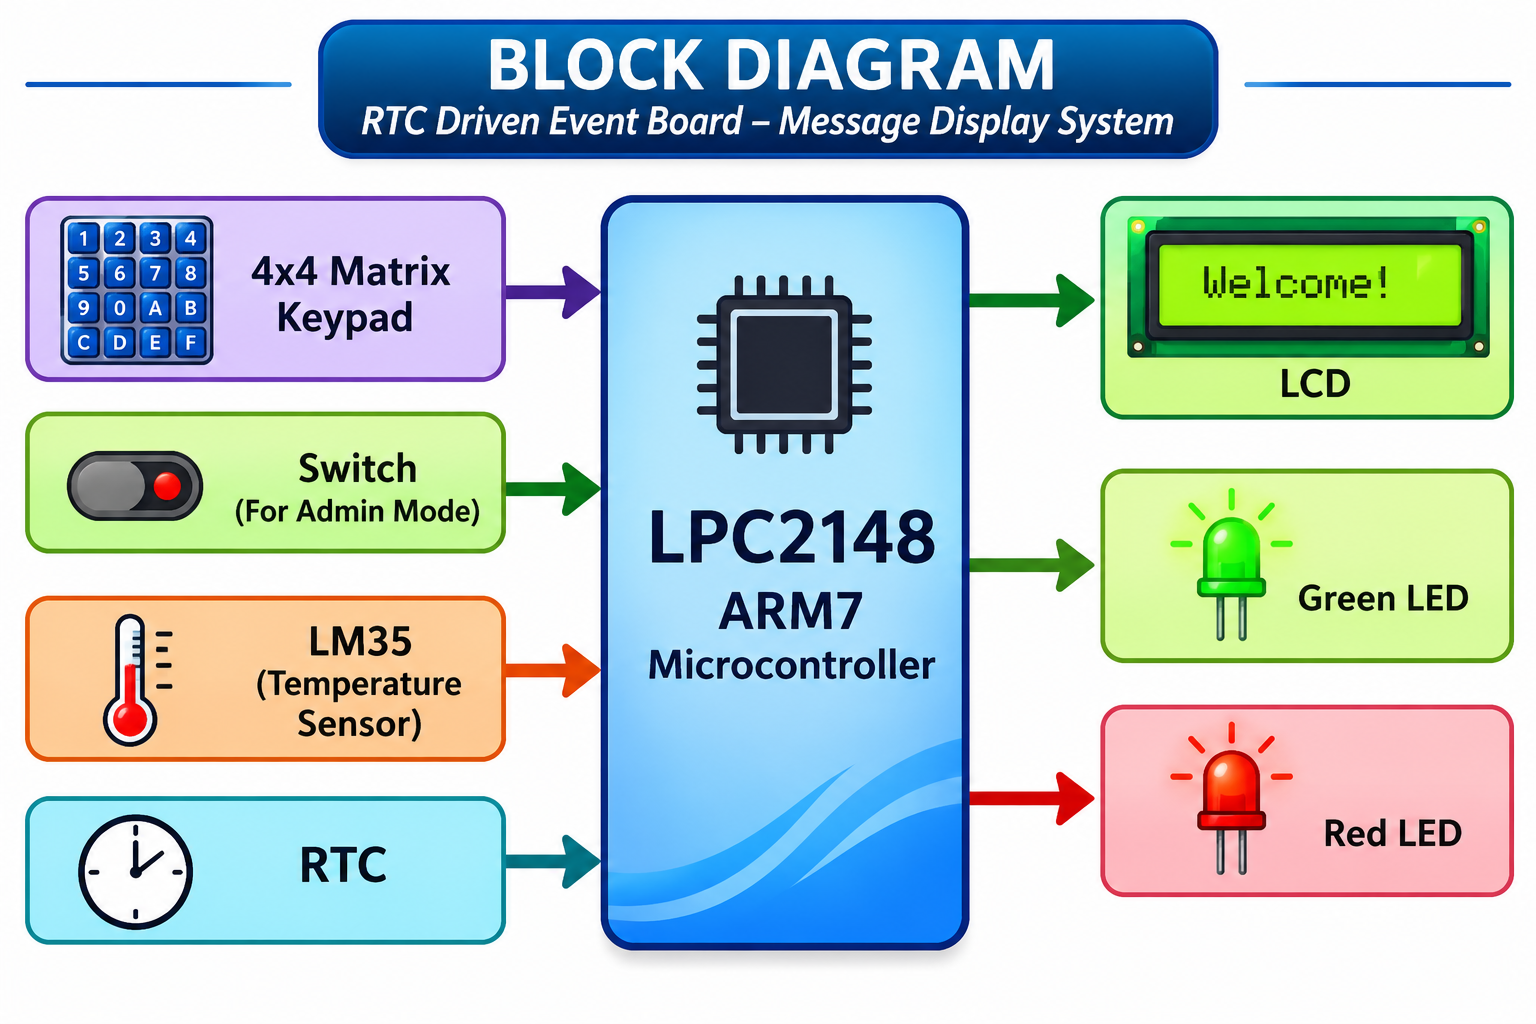 BLOCK DIAGRAM
RTC Driven Event Board – Message Display System
1 2 3 4
5 6 7 8
9 0 A B
C D E F
4x4 Matrix
Keypad
Switch
(For Admin Mode)
LM35
(Temperature
Sensor)
RTC
LPC2148
ARM7
Microcontroller
Welcome!
LCD
Green LED
Red LED